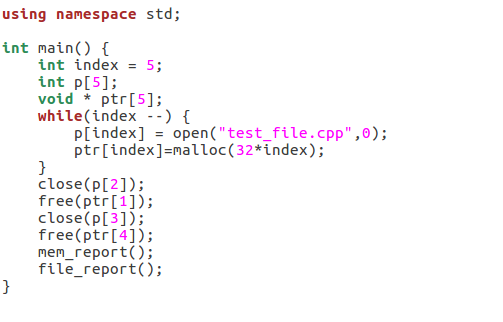 using namespace std;
int main() {
    int index = 5;
    int p[5];
    void * ptr[5];
    while(index --) {
        p[index] = open("test_file.cpp",0);
        ptr[index]=malloc(32*index);
    }
    close(p[2]);
    free(ptr[1]);
    close(p[3]);
    free(ptr[4]);
    mem_report();
    file_report();
}